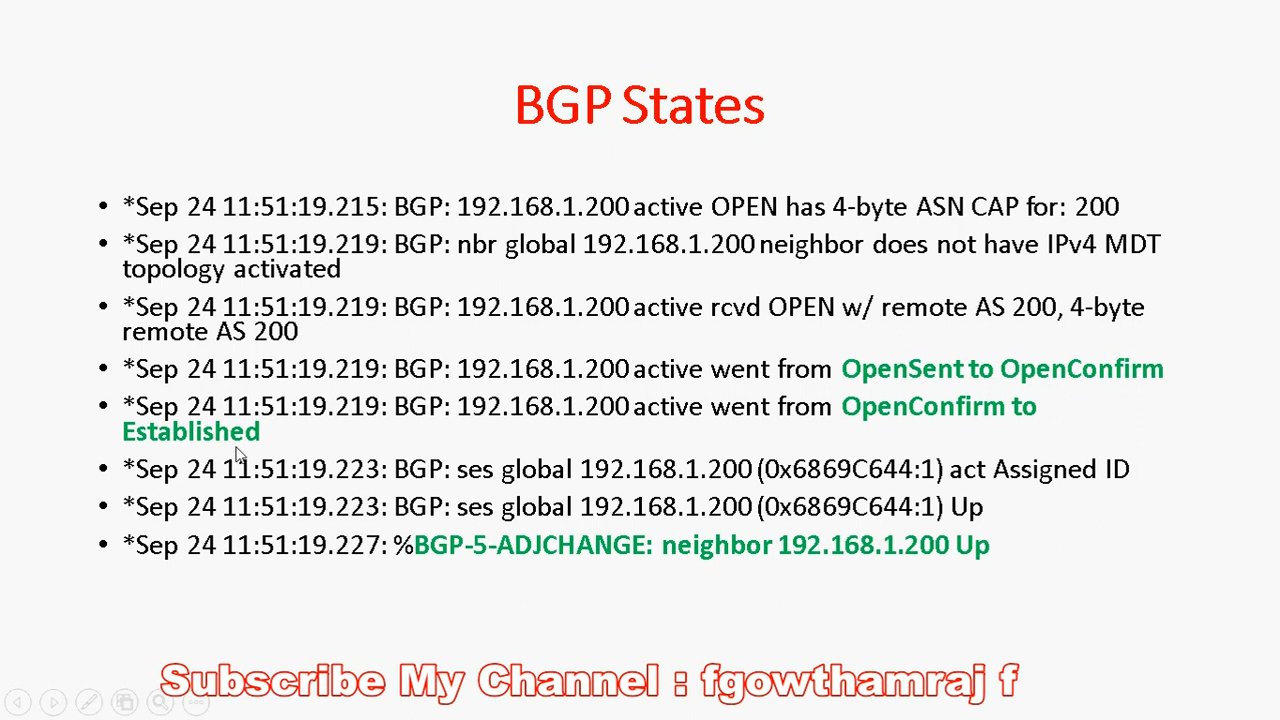 BGP States
• *Sep 24 11:51:19.215: BGP: 192.168.1.200 active OPEN has 4-byte ASN CAP for: 200
• *Sep 24 11:51:19.219: BGP: nbr global 192.168.1.200 neighbor does not have IPv4 MDT
topology activated
• *Sep 24 11:51:19.219: BGP: 192.168.1.200 active rcvd OPEN w/ remote AS 200, 4-byte
remote AS 200
• *Sep 24 11:51:19.219: BGP: 192.168.1.200 active went from OpenSent to OpenConfirm
• *Sep 24 11:51:19.219: BGP: 192.168.1.200 active went from OpenConfirm to
Established
• *Sep 24 11:51:19.223: BGP: ses global 192.168.1.200 (0x6869C644:1) act Assigned ID
• *Sep 24 11:51:19.223: BGP: ses global 192.168.1.200 (0x6869C644:1) Up
• *Sep 24 11:51:19.227: %BGP-5-ADJCHANGE: neighbor 192.168.1.200 Up
Subscribe My Channel : fgowthamraj f